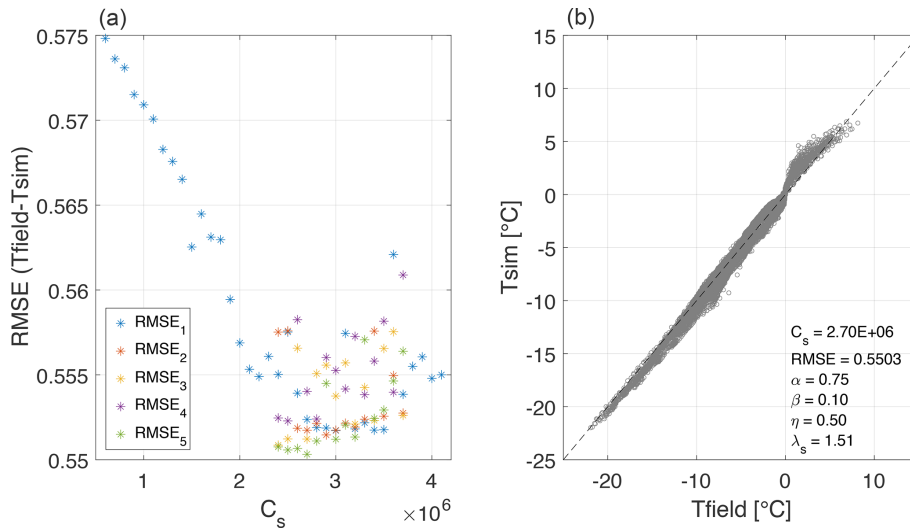 (a)
0.575
0.57
0.565
0.56
0.555
0.55
RMSE (Tfield-Tsim)
RMSE₁
RMSE₂
RMSE₃
RMSE₄
RMSE₅
1 2 3 4
×10⁶
Cₛ
(b)
15
10
5
0
-5
-10
-15
-20
-25
Tsim [°C]
Cₛ = 2.70E+06
RMSE = 0.5503
α = 0.75
β = 0.10
η = 0.50
λₛ = 1.51
-20 -10 0 10
Tfield [°C]